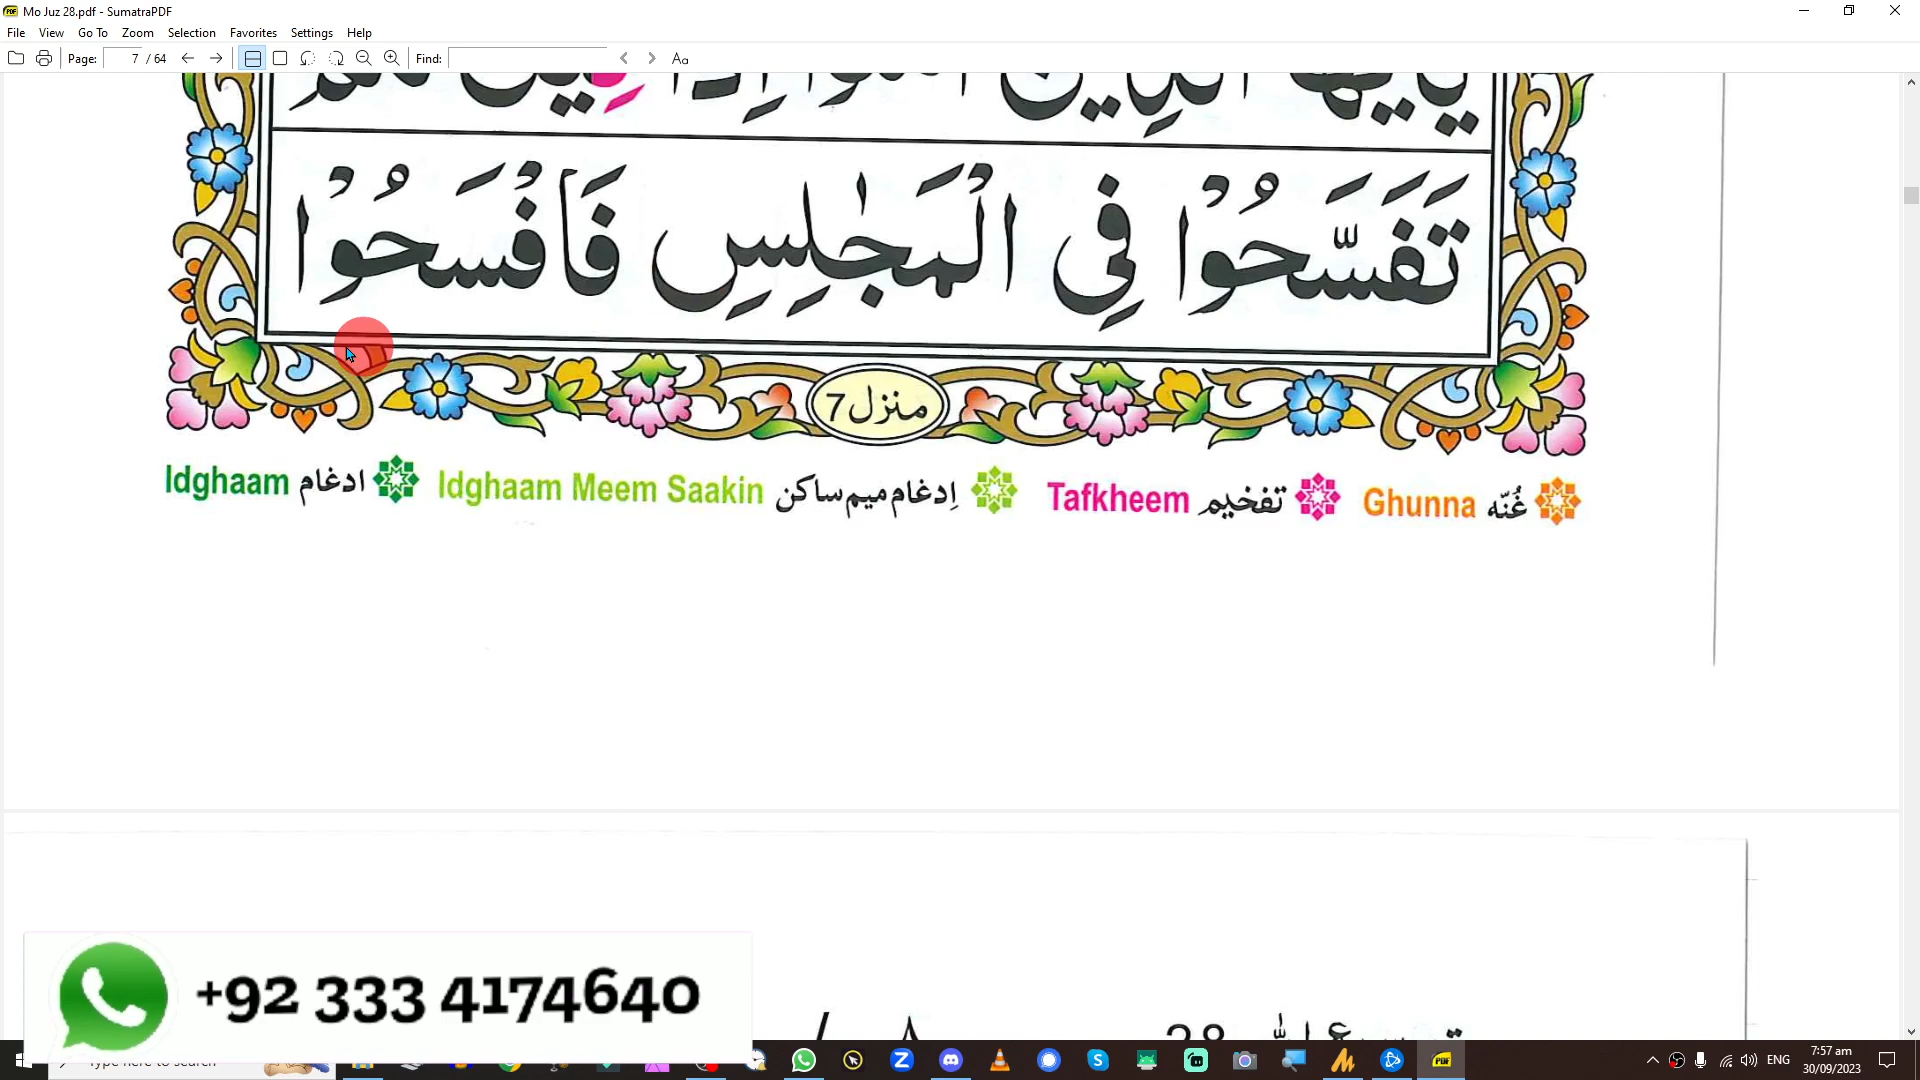 Mo Juz 28.pdf - SumatraPDF
File View Go To Zoom Selection Favorites Settings Help
Page: 7 / 64 Find: Aa
تَفَسَّحُوْا فِی الْمَجٰلِسِ فَافْسَحُوْا
منزل 7
Idghaam ادغام Idghaam Meem Saakin اِدغام میم ساکن Tafkheem تفخیم Ghunna غُنّه
+92 333 4174640
ENG
7:57 am
30/09/2023